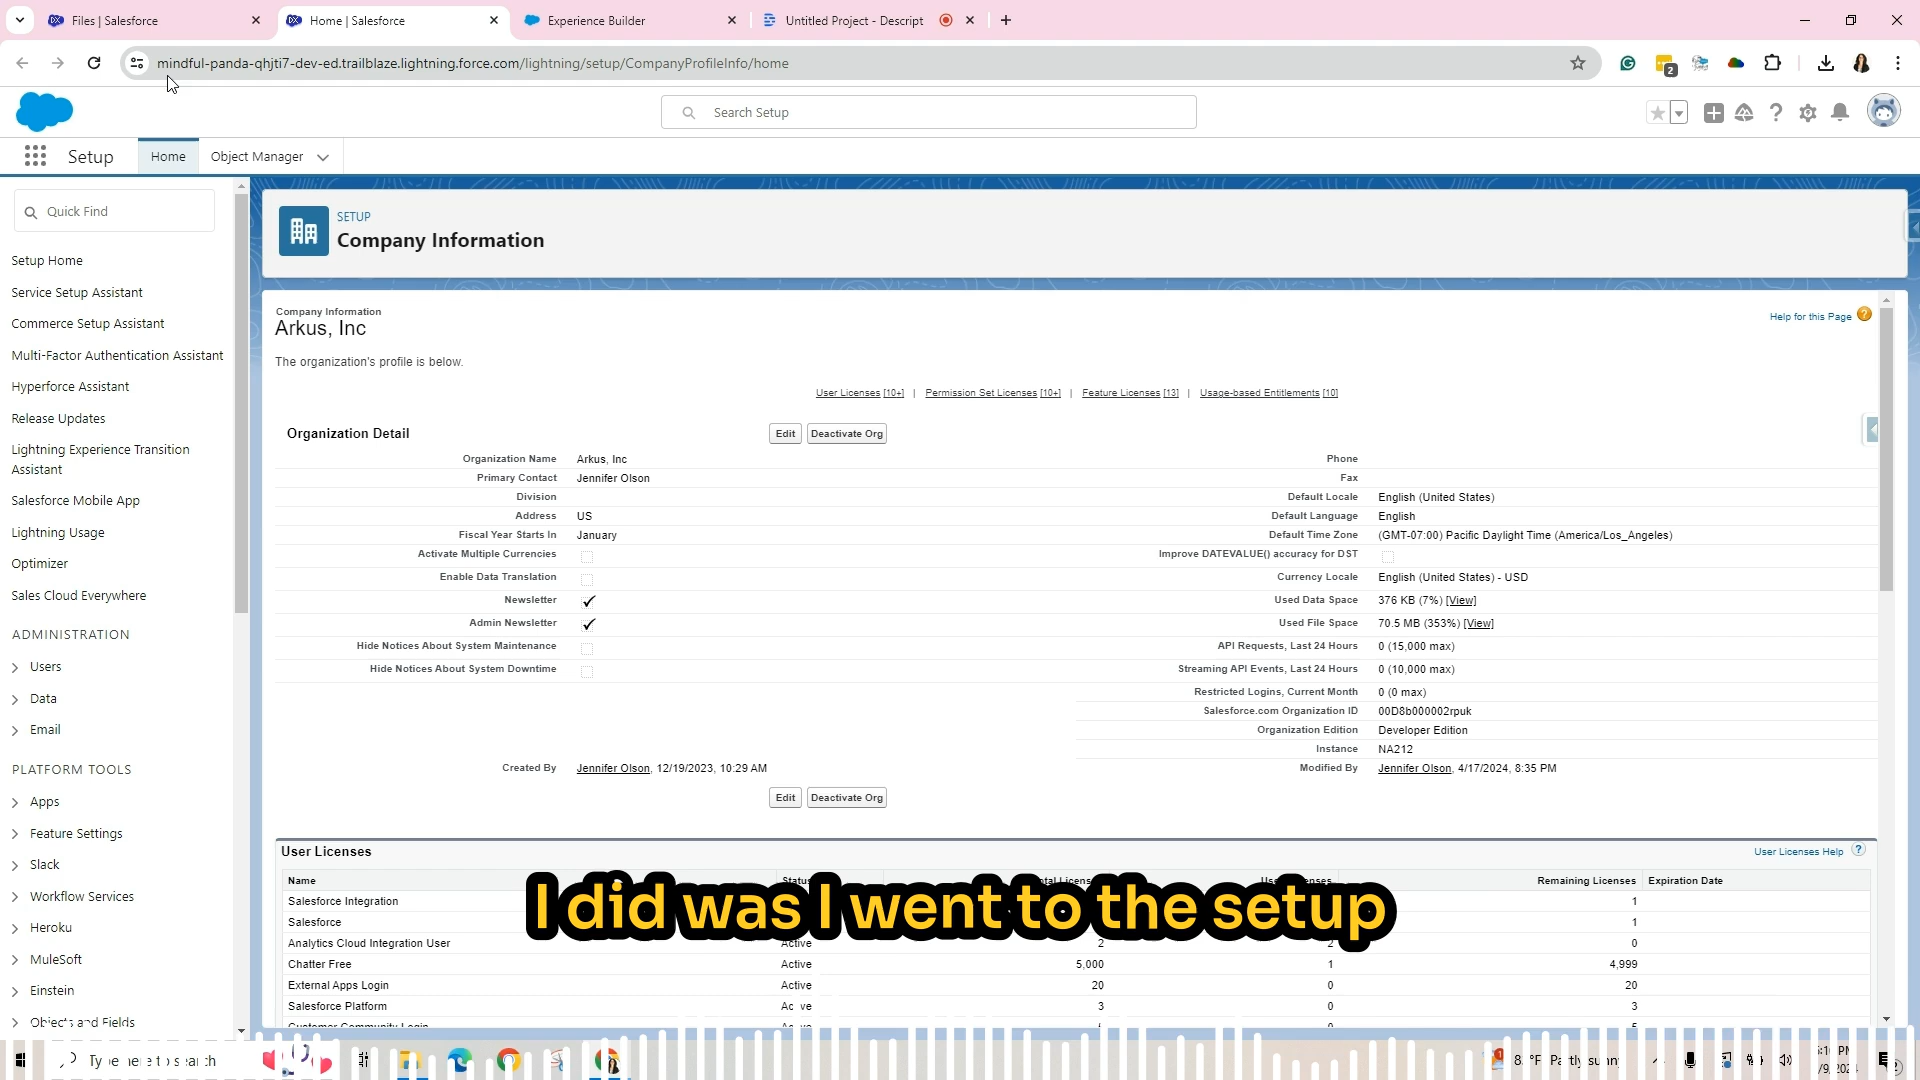 Files | Salesforce
Home | Salesforce
Experience Builder
Untitled Project - Descript
mindful-panda-qhjti7-dev-ed.trailblaze.lightning.force.com/lightning/setup/CompanyProfileInfo/home
2
Search Setup
Setup
Home
Object Manager
Quick Find
Setup Home
Service Setup Assistant
Commerce Setup Assistant
Multi-Factor Authentication Assistant
Hyperforce Assistant
Release Updates
Lightning Experience Transition
Assistant
Salesforce Mobile App
Lightning Usage
Optimizer
Sales Cloud Everywhere
ADMINISTRATION
Users
Data
Email
PLATFORM TOOLS
Apps
Feature Settings
Slack
Workflow Services
Heroku
MuleSoft
Einstein
Objects and Fields
SETUP
Company Information
Company Information
Arkus, Inc
Help for this Page
The organization's profile is below.
User Licenses [10+] | Permission Set Licenses [10+] | Feature Licenses [13] | Usage-based Entitlements [10]
Organization Detail
Edit
Deactivate Org
Organization Name Arkus, Inc
Primary Contact Jennifer Olson
Division
Address US
Fiscal Year Starts In January
Activate Multiple Currencies
Enable Data Translation
Newsletter
Admin Newsletter
Hide Notices About System Maintenance
Hide Notices About System Downtime
Created By Jennifer Olson, 12/19/2023, 10:29 AM
Phone
Fax
Default Locale English (United States)
Default Language English
Default Time Zone (GMT-07:00) Pacific Daylight Time (America/Los_Angeles)
Improve DATEVALUE() accuracy for DST
Currency Locale English (United States) - USD
Used Data Space 376 KB (7%) [View]
Used File Space 70.5 MB (353%) [View]
API Requests, Last 24 Hours 0 (15,000 max)
Streaming API Events, Last 24 Hours 0 (10,000 max)
Restricted Logins, Current Month 0 (0 max)
Salesforce.com Organization ID 00D8b000002rpuk
Organization Edition Developer Edition
Instance NA212
Modified By Jennifer Olson, 4/17/2024, 8:35 PM
Edit
Deactivate Org
User Licenses
User Licenses Help
Name Remaining Licenses Expiration Date
Salesforce Integration 1
Salesforce 1
Analytics Cloud Integration User Active 2 2 0
Chatter Free Active 5,000 1 4,999
External Apps Login Active 20 0 20
Salesforce Platform 3 0 3
I did was I went to the setup
Type here to search
Partly sunny